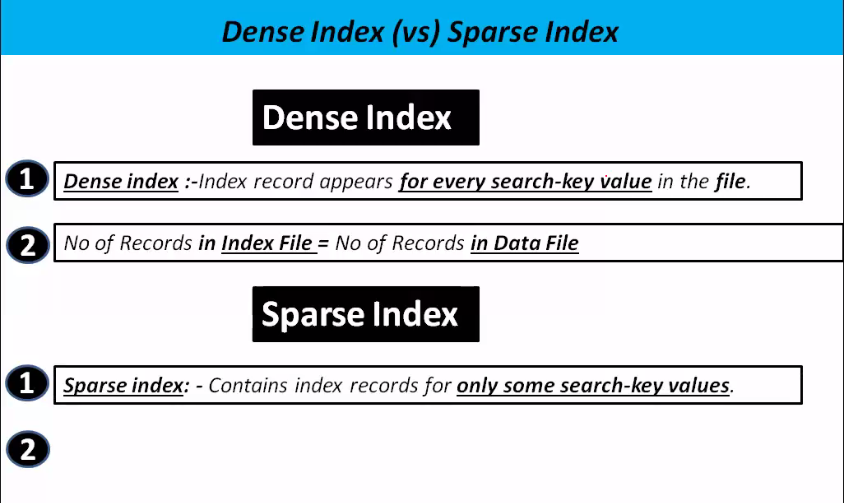 Dense Index (vs) Sparse Index
Dense Index
1 Dense index :-Index record appears for every search-key value in the file.
2 No of Records in Index File = No of Records in Data File
Sparse Index
1 Sparse index: - Contains index records for only some search-key values.
2